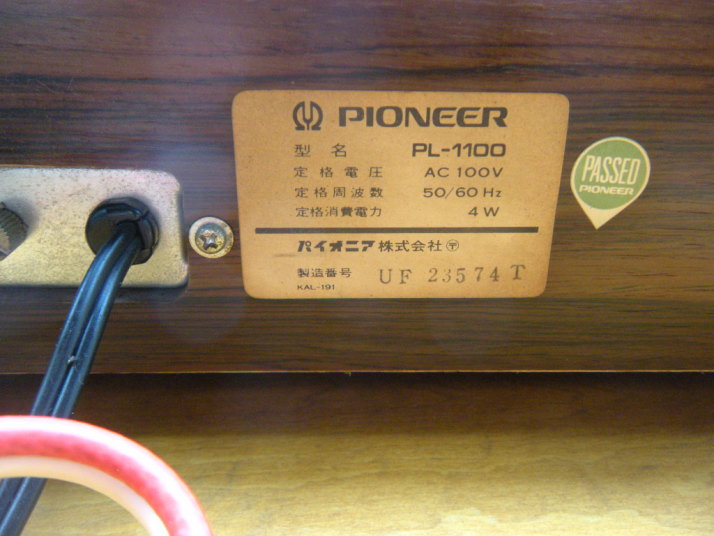 PIONEER
型名 PL-1100
定格電圧 AC 100V
定格周波数 50/60 Hz
定格消費電力 4W
パイオニア株式会社 〒
製造番号 UF 23574 T
KAL-191
PASSED
PIONEER